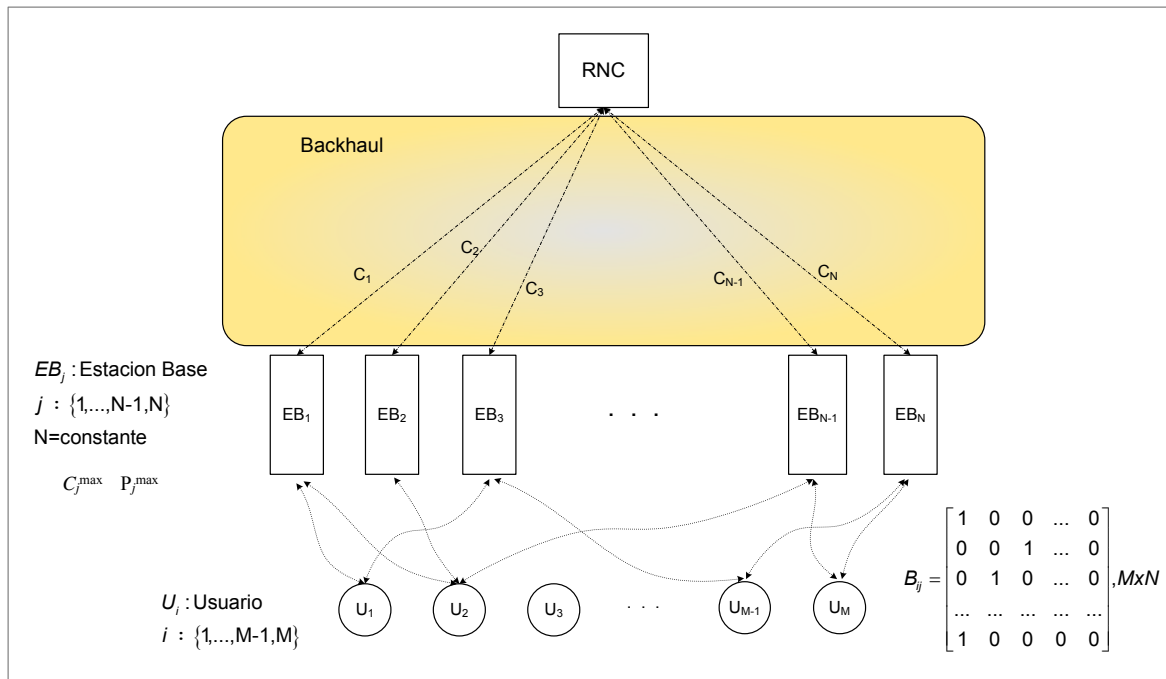 RNC
Backhaul
C1
C2
C3
CN-1
CN
EBj : Estacion Base
j : {1,...,N-1,N}
N=constante
Cjmax Pjmax
EB1
EB2
EB3
. . .
EBN-1
EBN
Ui : Usuario
i : {1,...,M-1,M}
U1
U2
U3
. . .
UM-1
UM
1 0 0 ... 0
0 0 1 ... 0
Bij = 0 1 0 ... 0 , MxN
... ... ... ... ...
1 0 0 0 0